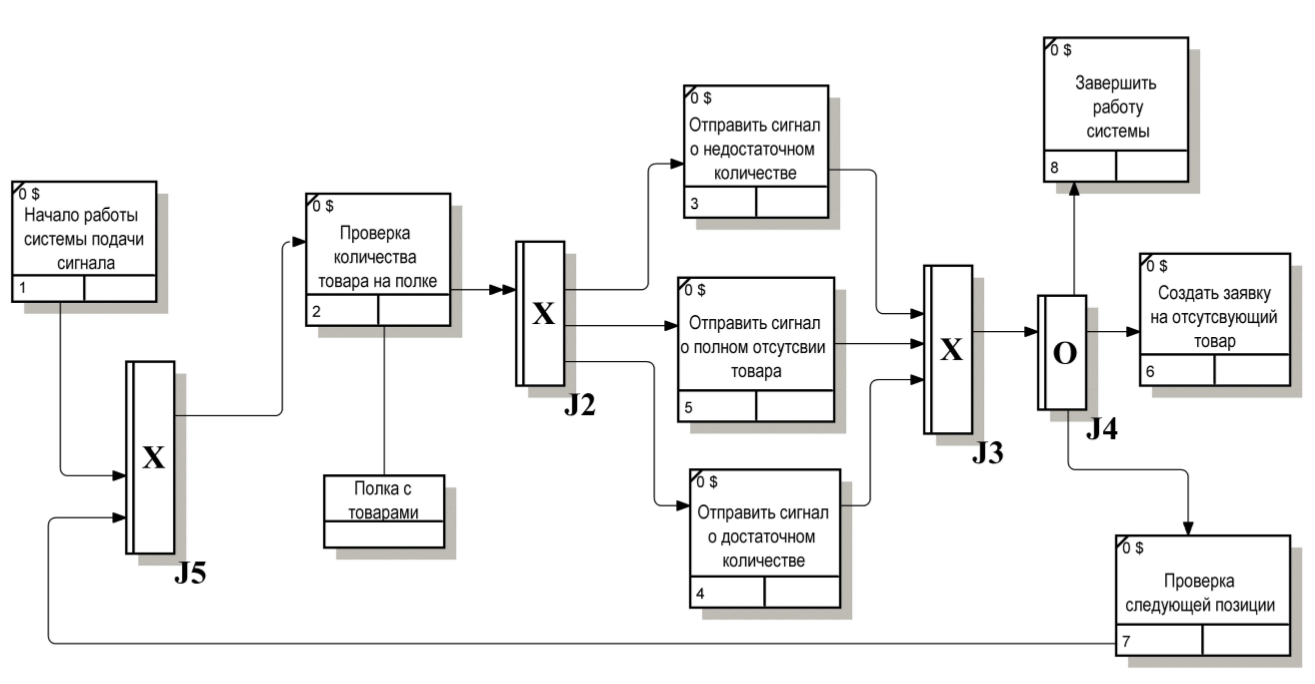 0 $
Начало работы
системы подачи
сигнала
1
X
J5
0 $
Проверка
количества
товара на полке
2
Полка с
товарами
X
J2
0 $
Отправить сигнал
о недостаточном
количестве
3
0 $
Отправить сигнал
о полном отсутсвии
товара
5
0 $
Отправить сигнал
о достаточном
количестве
4
X
J3
O
J4
0 $
Завершить
работу
системы
8
0 $
Создать заявку
на отсутсвующий
товар
6
0 $
Проверка
следующей позиции
7